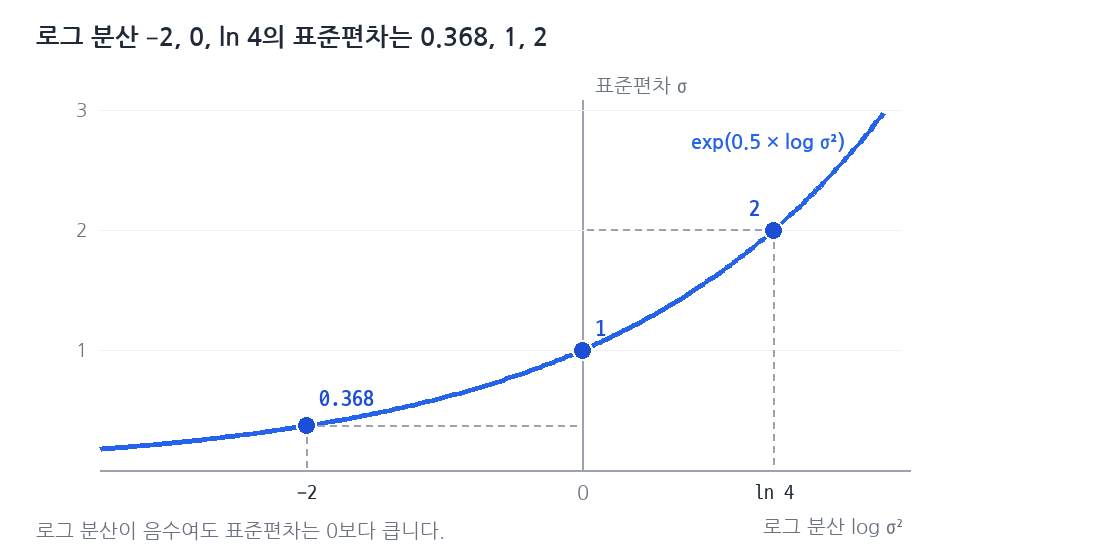 로그 분산 −2, 0, ln 4의 표준편차는 0.368, 1, 2
표준편차 σ
3
exp(0.5 × log σ²)
2
2
1
1
0.368
−2
0
ln 4
로그 분산 log σ²
로그 분산이 음수여도 표준편차는 0보다 큽니다.